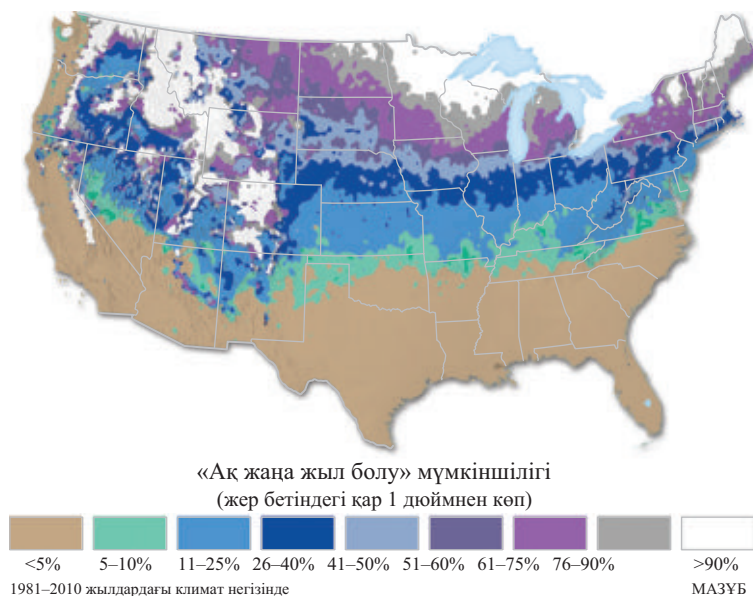 «Ақ жаңа жыл болу» мүмкіншілігі
(жер бетіндегі қар 1 дюймнен көп)
<5% 5–10% 11–25% 26–40% 41–50% 51–60% 61–75% 76–90% >90%
1981–2010 жылдардағы климат негізінде МАЗҰБ